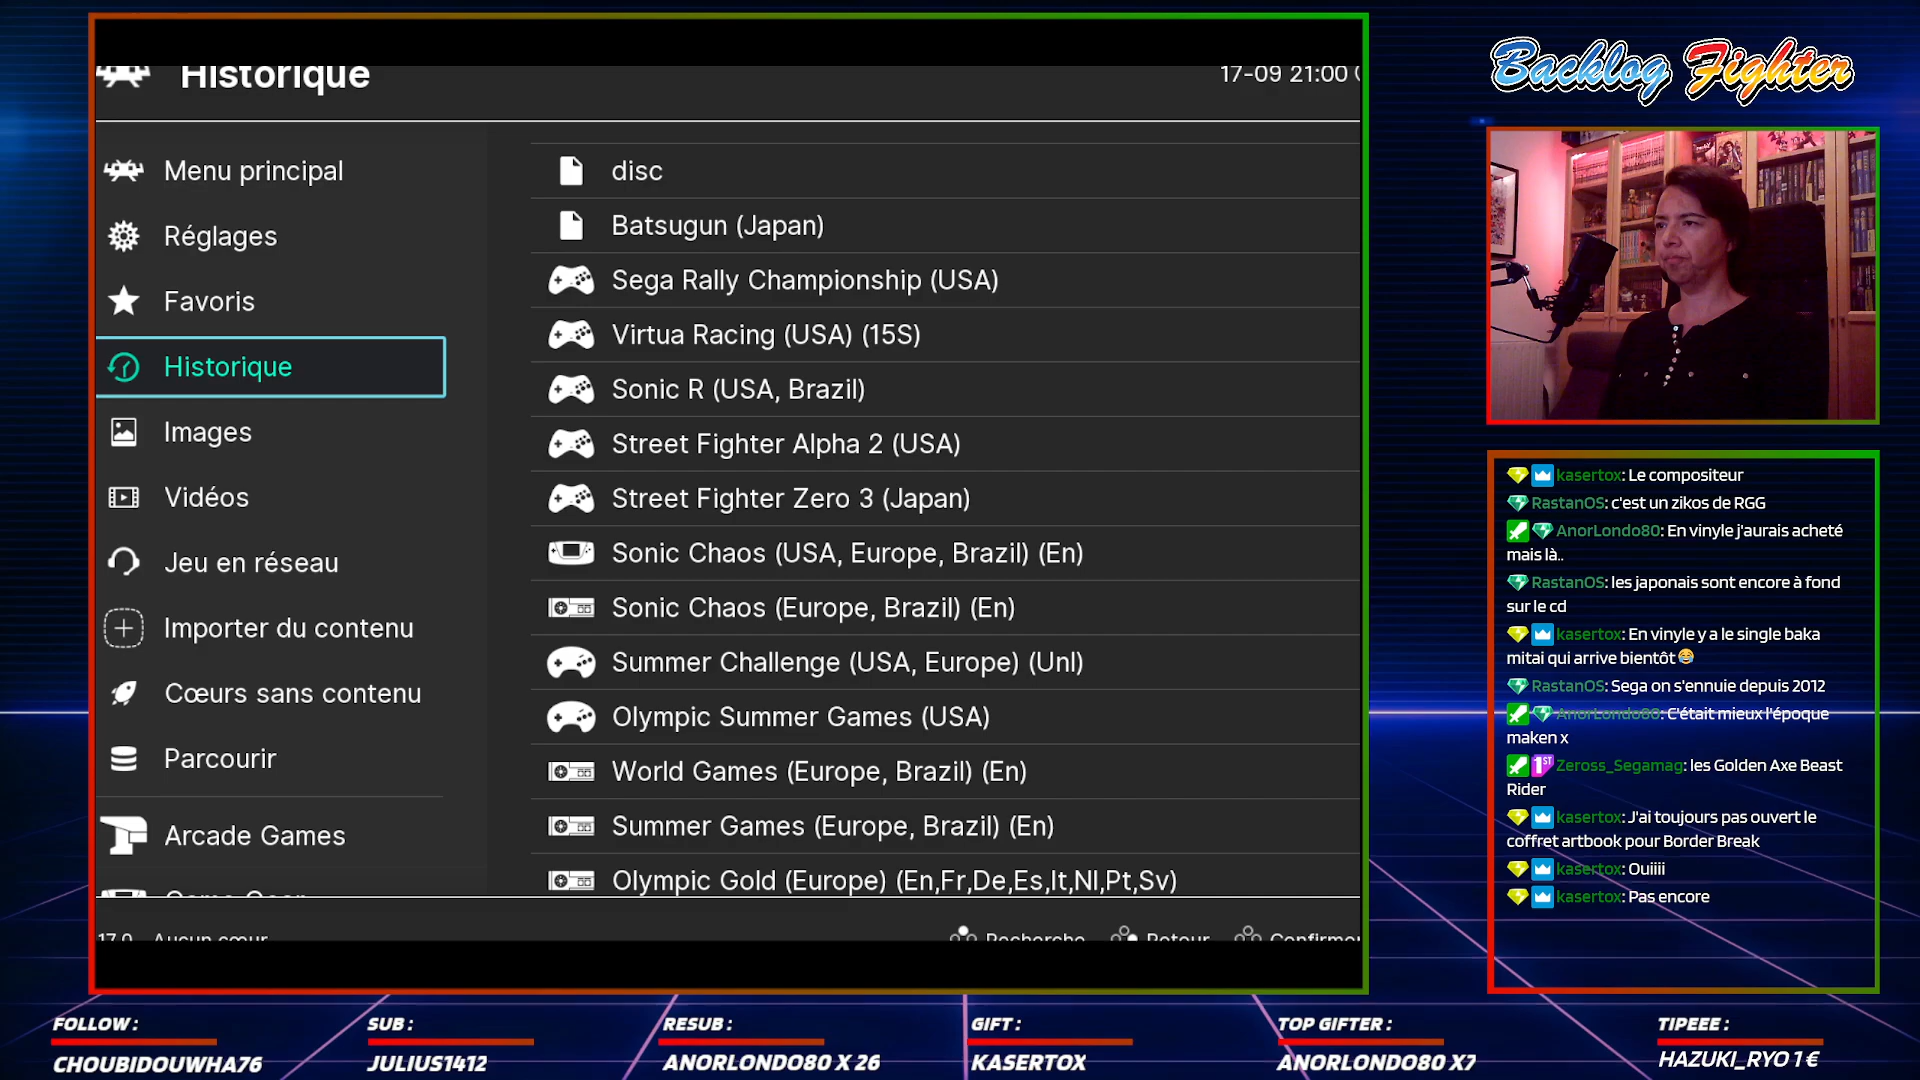 Historique
17-09 21:00
Backlog Fighter
Menu principal
Réglages
Favoris
Historique
Images
Vidéos
Jeu en réseau
Importer du contenu
Cœurs sans contenu
Parcourir
Arcade Games
Game Gear
disc
Batsugun (Japan)
Sega Rally Championship (USA)
Virtua Racing (USA) (15S)
Sonic R (USA, Brazil)
Street Fighter Alpha 2 (USA)
Street Fighter Zero 3 (Japan)
Sonic Chaos (USA, Europe, Brazil) (En)
Sonic Chaos (Europe, Brazil) (En)
Summer Challenge (USA, Europe) (Unl)
Olympic Summer Games (USA)
World Games (Europe, Brazil) (En)
Summer Games (Europe, Brazil) (En)
Olympic Gold (Europe) (En,Fr,De,Es,It,Nl,Pt,Sv)
Aucun cœur
Recherche Retour Confirmer
kasertox: Le compositeur
RastanOS: c'est un zikos de RGG
AnorLondo80: En vinyle j'aurais acheté
mais là..
RastanOS: les japonais sont encore à fond
sur le cd
kasertox: En vinyle y a le single baka
mitai qui arrive bientôt😂
RastanOS: Sega on s'ennuie depuis 2012
AnorLondo80: C'était mieux l'époque
maken x
1ST Zeross_Segamag: les Golden Axe Beast
Rider
kasertox: J'ai toujours pas ouvert le
coffret artbook pour Border Break
kasertox: Ouiiii
kasertox: Pas encore
FOLLOW :
CHOUBIDOUWHA76
SUB :
JULIUS1412
RESUB :
ANORLONDO80 X 26
GIFT :
KASERTOX
TOP GIFTER :
ANORLONDO80 X7
TIPEEE :
HAZUKI_RYO 1 €